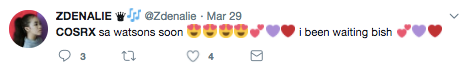 ZDENALIE ♛🎶 @Zdenalie · Mar 29
COSRX sa watsons soon 😍😍😍😍💕💜❤️ i been waiting bish 💕💜❤️
3 4